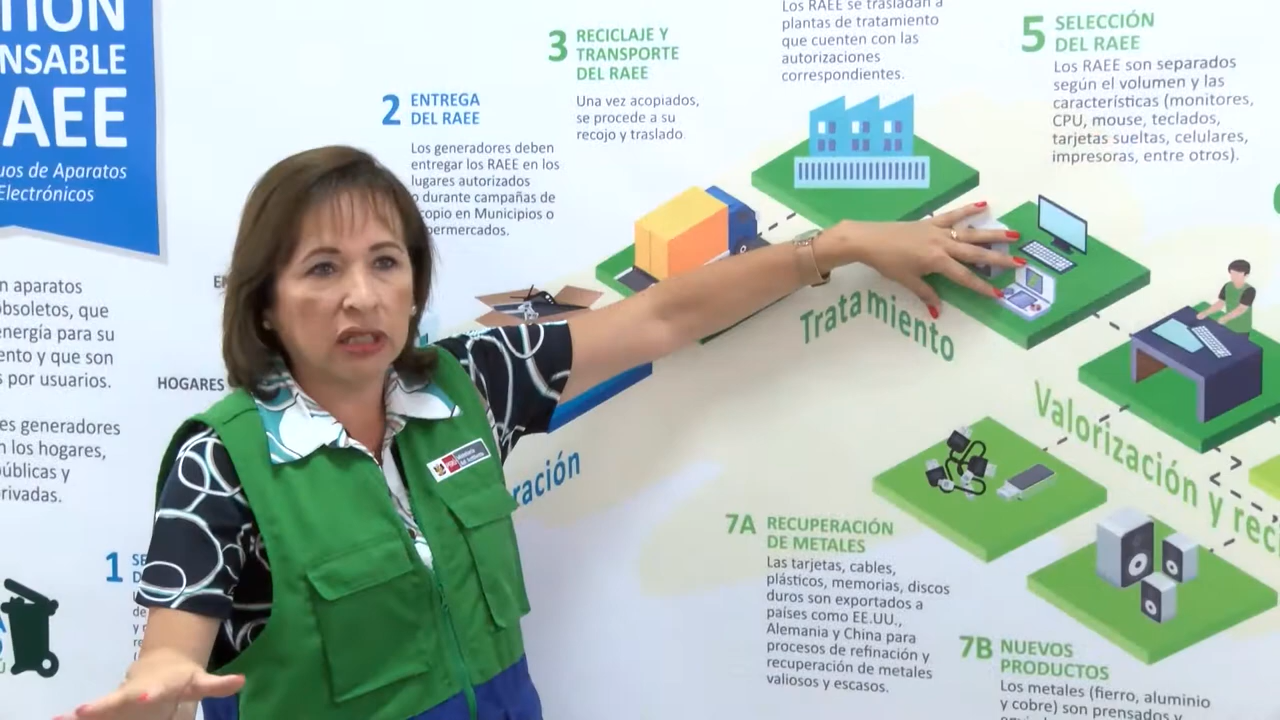 TIÓN
NSABLE
AEE
uos de Aparatos
Electrónicos
n aparatos
obsoletos, que
energía para su
ento y que son
s por usuarios.
es generadores
n los hogares,
públicas y
rivadas.
HOGARES
1
2 ENTREGA
DEL RAEE
Los generadores deben
entregar los RAEE en los
lugares autorizados
o durante campañas de
copio en Municipios o
permercados.
3 RECICLAJE Y
TRANSPORTE
DEL RAEE
Una vez acopiados,
se procede a su
recojo y traslado.
Los RAEE se trasladan a
plantas de tratamiento
que cuenten con las
autorizaciones
correspondientes.
5 SELECCIÓN
DEL RAEE
Los RAEE son separados
según el volumen y las
características (monitores,
CPU, mouse, teclados,
tarjetas sueltas, celulares,
impresoras, entre otros).
Tratamiento
Valorización y reci
ración
7A RECUPERACIÓN
DE METALES
Las tarjetas, cables,
plásticos, memorias, discos
duros son exportados a
países como EE.UU.,
Alemania y China para
procesos de refinación y
recuperación de metales
valiosos y escasos.
7B NUEVOS
PRODUCTOS
Los metales (fierro, aluminio
y cobre) son prensados y